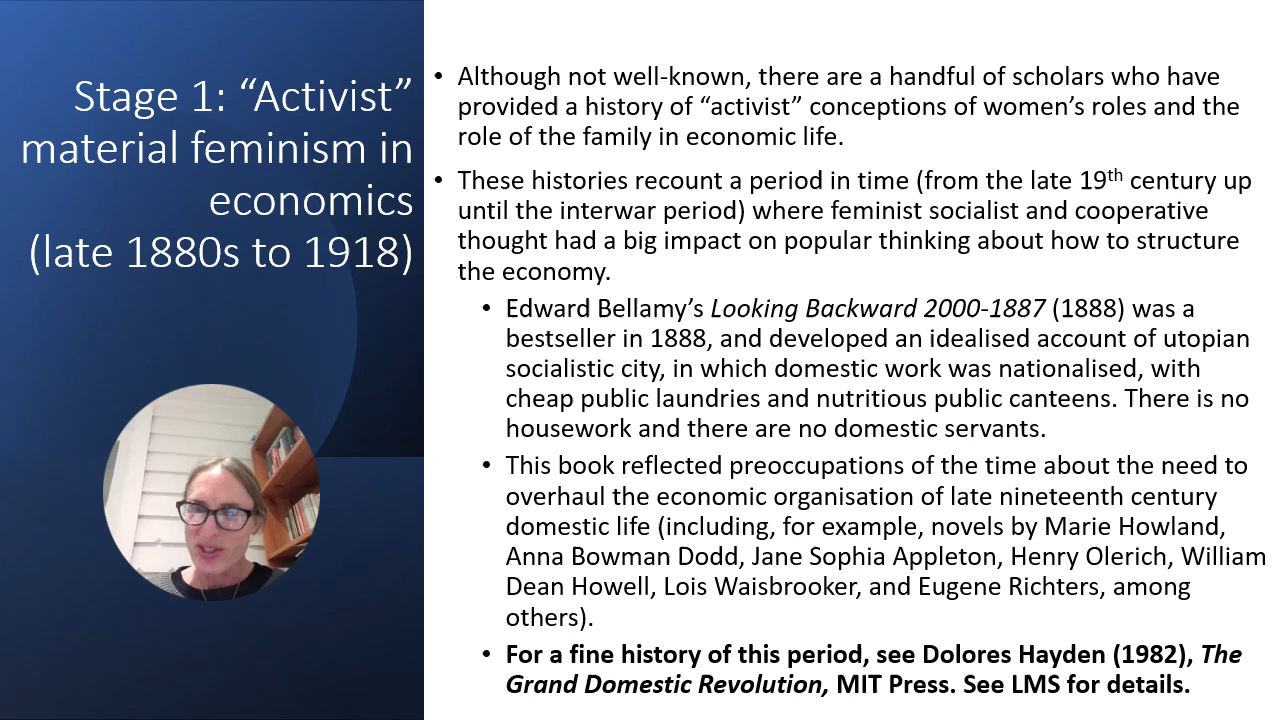 Stage 1: “Activist”
material feminism in
economics
(late 1880s to 1918)
• Although not well-known, there are a handful of scholars who have
provided a history of “activist” conceptions of women’s roles and the
role of the family in economic life.
• These histories recount a period in time (from the late 19th century up
until the interwar period) where feminist socialist and cooperative
thought had a big impact on popular thinking about how to structure
the economy.
• Edward Bellamy’s Looking Backward 2000-1887 (1888) was a
bestseller in 1888, and developed an idealised account of utopian
socialistic city, in which domestic work was nationalised, with
cheap public laundries and nutritious public canteens. There is no
housework and there are no domestic servants.
• This book reflected preoccupations of the time about the need to
overhaul the economic organisation of late nineteenth century
domestic life (including, for example, novels by Marie Howland,
Anna Bowman Dodd, Jane Sophia Appleton, Henry Olerich, William
Dean Howell, Lois Waisbrooker, and Eugene Richters, among
others).
• For a fine history of this period, see Dolores Hayden (1982), The
Grand Domestic Revolution, MIT Press. See LMS for details.